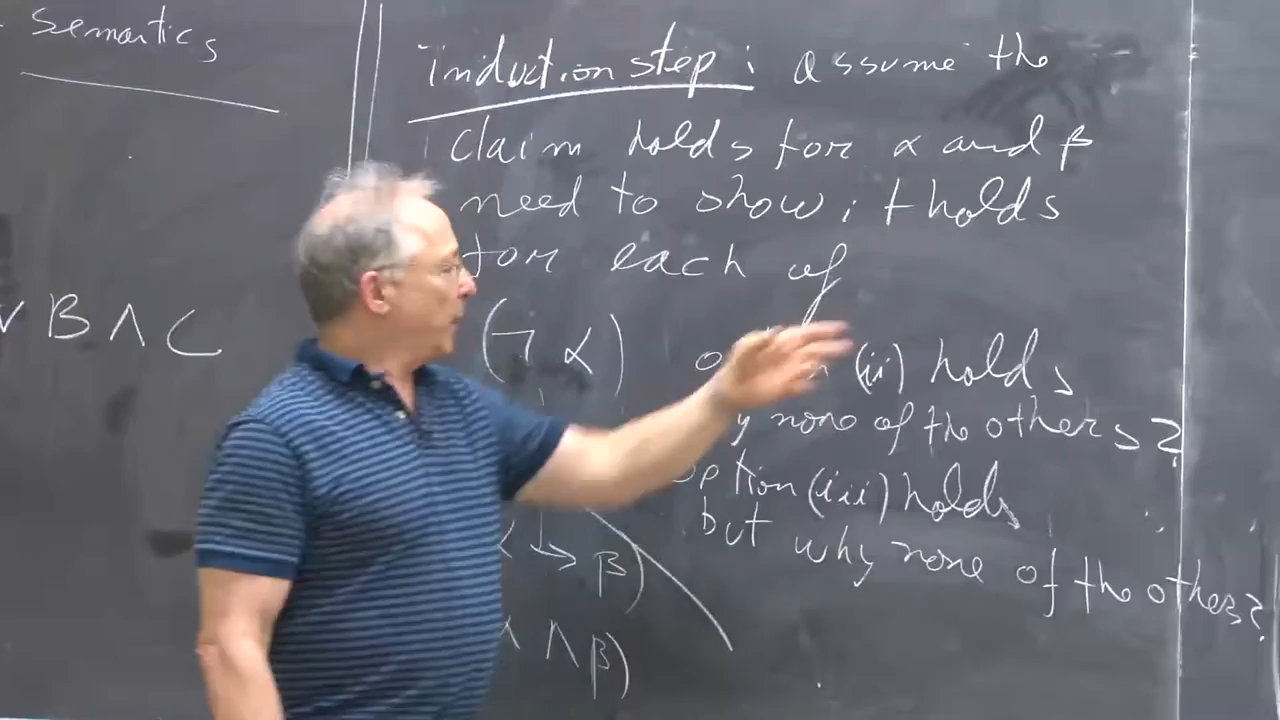 Semantics
B ∧ C
induction step: assume the
claim holds for α and β
need to show it holds
for each of
(¬ α)
(ii) holds
y none of the others?
option (iii) holds
but why none of the others?
→ β)
∧ β)